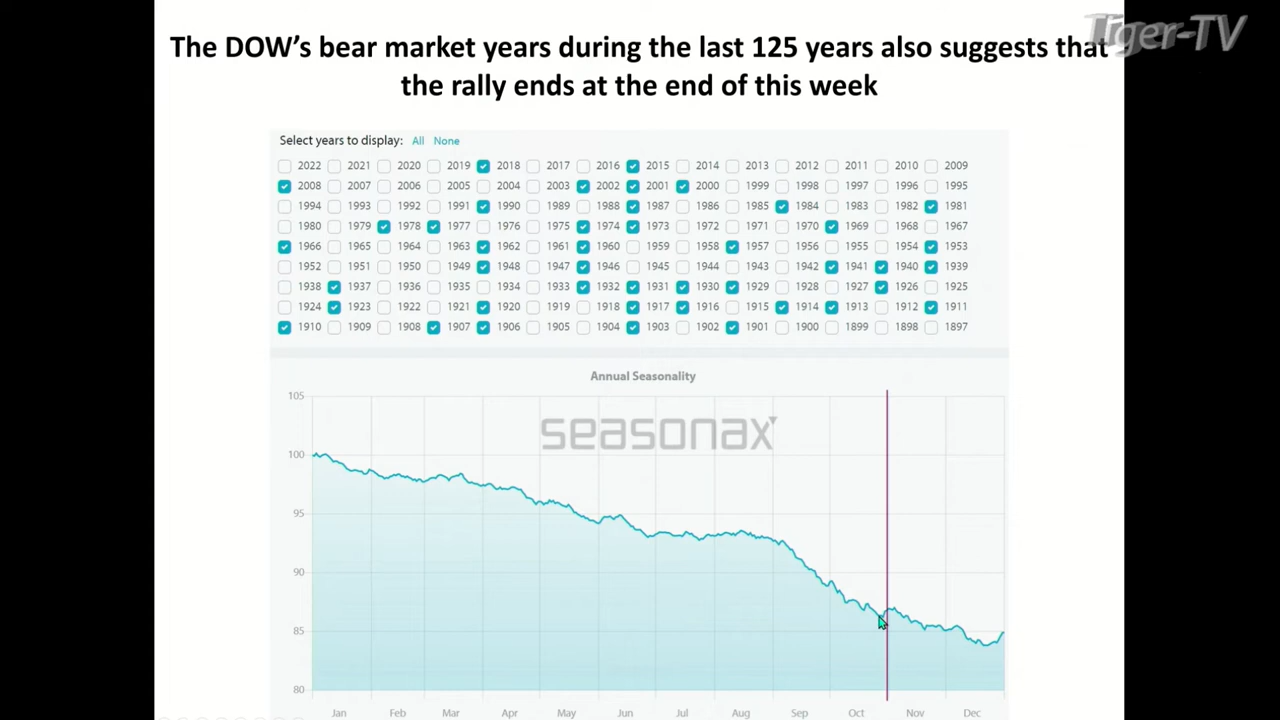 Tiger-TV
The DOW's bear market years during the last 125 years also suggests that
the rally ends at the end of this week
Select years to display: All None
2022 2021 2020 2019 2018 2017 2016 2015 2014 2013 2012 2011 2010 2009
2008 2007 2006 2005 2004 2003 2002 2001 2000 1999 1998 1997 1996 1995
1994 1993 1992 1991 1990 1989 1988 1987 1986 1985 1984 1983 1982 1981
1980 1979 1978 1977 1976 1975 1974 1973 1972 1971 1970 1969 1968 1967
1966 1965 1964 1963 1962 1961 1960 1959 1958 1957 1956 1955 1954 1953
1952 1951 1950 1949 1948 1947 1946 1945 1944 1943 1942 1941 1940 1939
1938 1937 1936 1935 1934 1933 1932 1931 1930 1929 1928 1927 1926 1925
1924 1923 1922 1921 1920 1919 1918 1917 1916 1915 1914 1913 1912 1911
1910 1909 1908 1907 1906 1905 1904 1903 1902 1901 1900 1899 1898 1897
Annual Seasonality
seasonax
105
100
95
90
85
80
Jan Feb Mar Apr May Jun Jul Aug Sep Oct Nov Dec